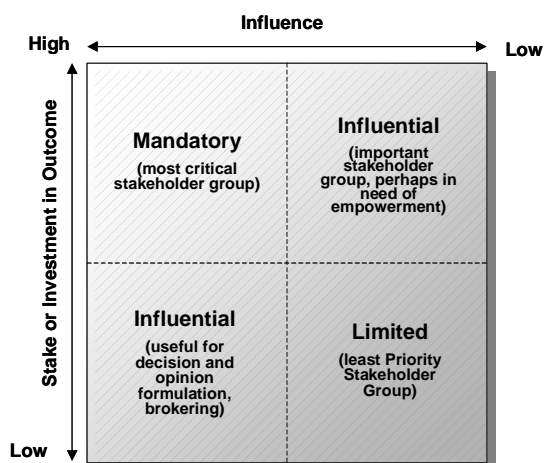 Influence
High
Low
Mandatory
(most critical
stakeholder group)
Influential
(important
stakeholder
group, perhaps in
need of
empowerment)
Stake or Investment in Outcome
Influential
(useful for
decision and
opinion
formulation,
brokering)
Limited
(least Priority
Stakeholder
Group)
Low